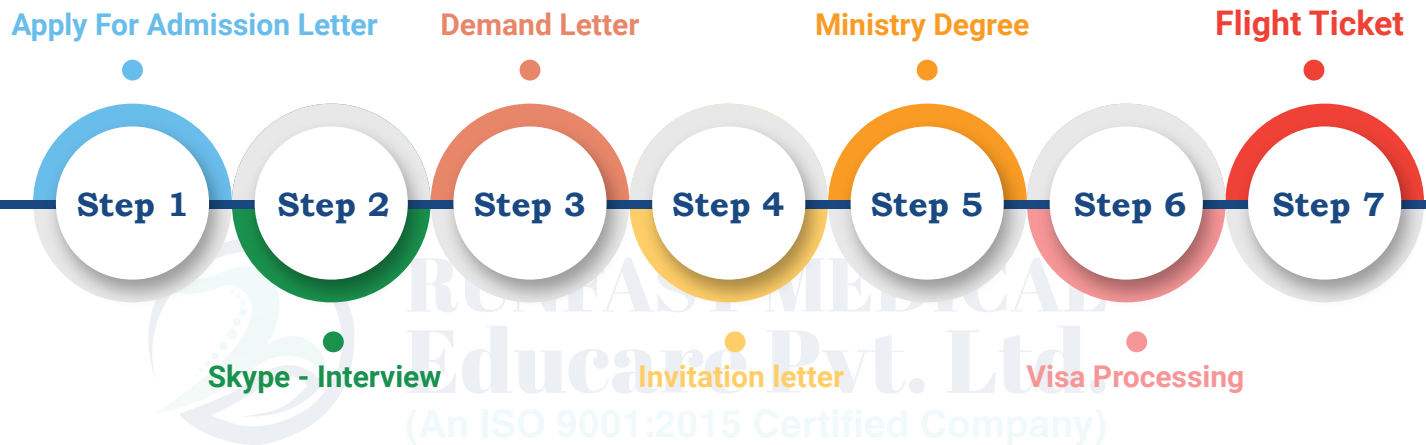 Apply For Admission Letter
Demand Letter
Ministry Degree
Flight Ticket
Step 1
Step 2
Step 3
Step 4
Step 5
Step 6
Step 7
RUNFAST MEDICAL
Educare Pvt. Ltd.
(An ISO 9001:2015 Certified Company)
Skype - Interview
Invitation letter
Visa Processing